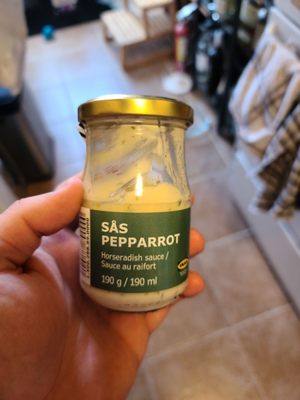 SÅS
PEPPARROT
Horseradish sauce /
Sauce au raifort
190 g / 190 ml